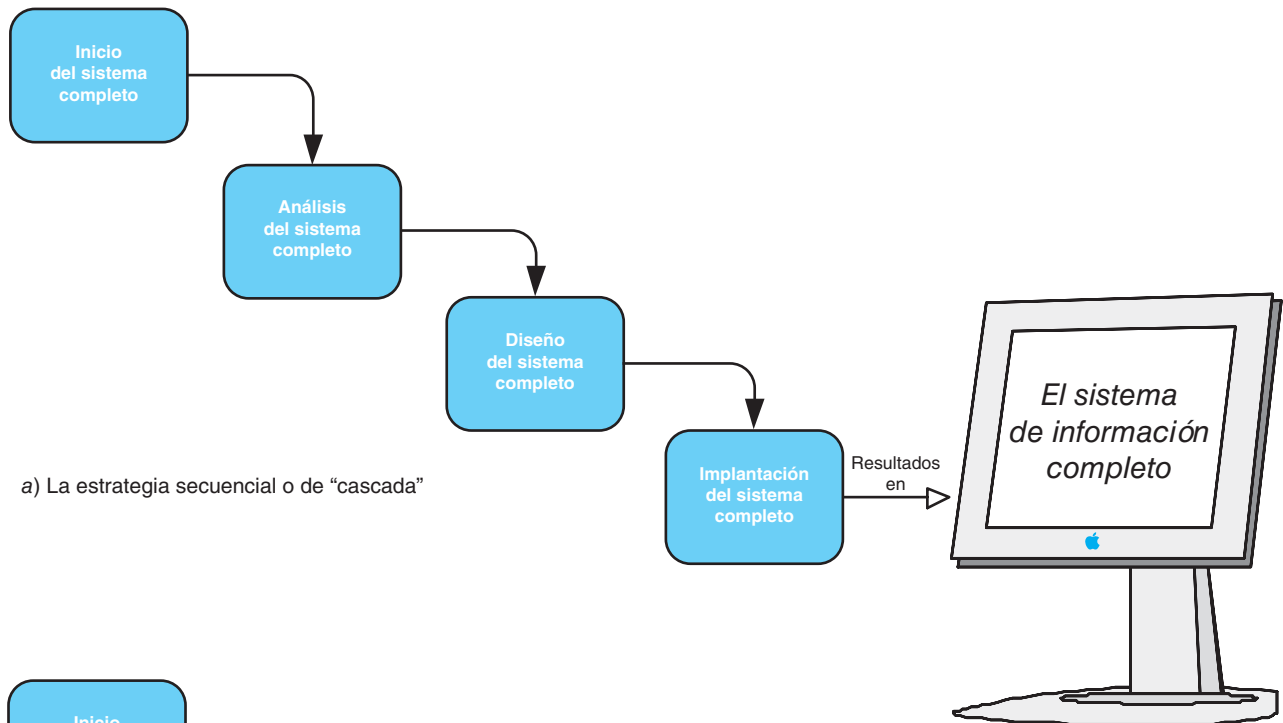 Inicio
del sistema
completo
Análisis
del sistema
completo
Diseño
del sistema
completo
Implantación
del sistema
completo
Resultados
en
El sistema
de información
completo
a) La estrategia secuencial o de “cascada”
Inicio